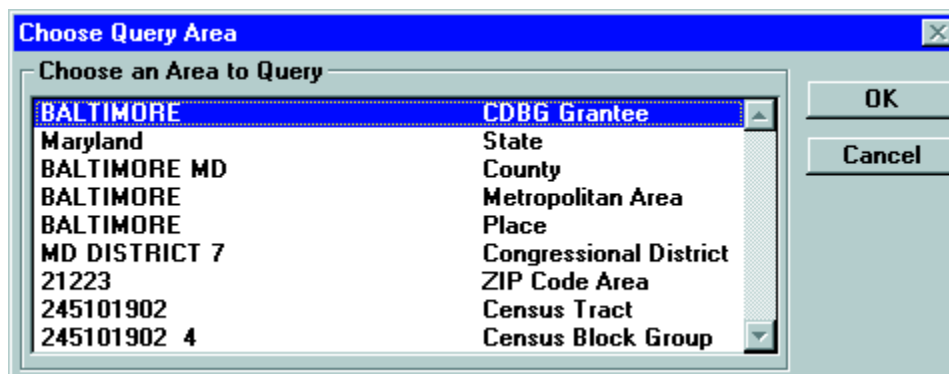 Choose Query Area
Choose an Area to Query
BALTIMORE CDBG Grantee
Maryland State
BALTIMORE MD County
BALTIMORE Metropolitan Area
BALTIMORE Place
MD DISTRICT 7 Congressional District
21223 ZIP Code Area
245101902 Census Tract
245101902 4 Census Block Group
OK
Cancel